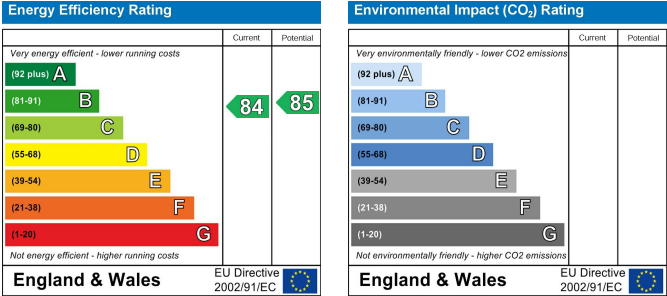 Energy Efficiency Rating
Current Potential
Very energy efficient - lower running costs
(92 plus) A
(81-91) B
84 85
(69-80) C
(55-68) D
(39-54) E
(21-38) F
(1-20) G
Not energy efficient - higher running costs
England & Wales
EU Directive
2002/91/EC
Environmental Impact (CO₂) Rating
Current Potential
Very environmentally friendly - lower CO2 emissions
(92 plus) A
(81-91) B
(69-80) C
(55-68) D
(39-54) E
(21-38) F
(1-20) G
Not environmentally friendly - higher CO2 emissions
England & Wales
EU Directive
2002/91/EC